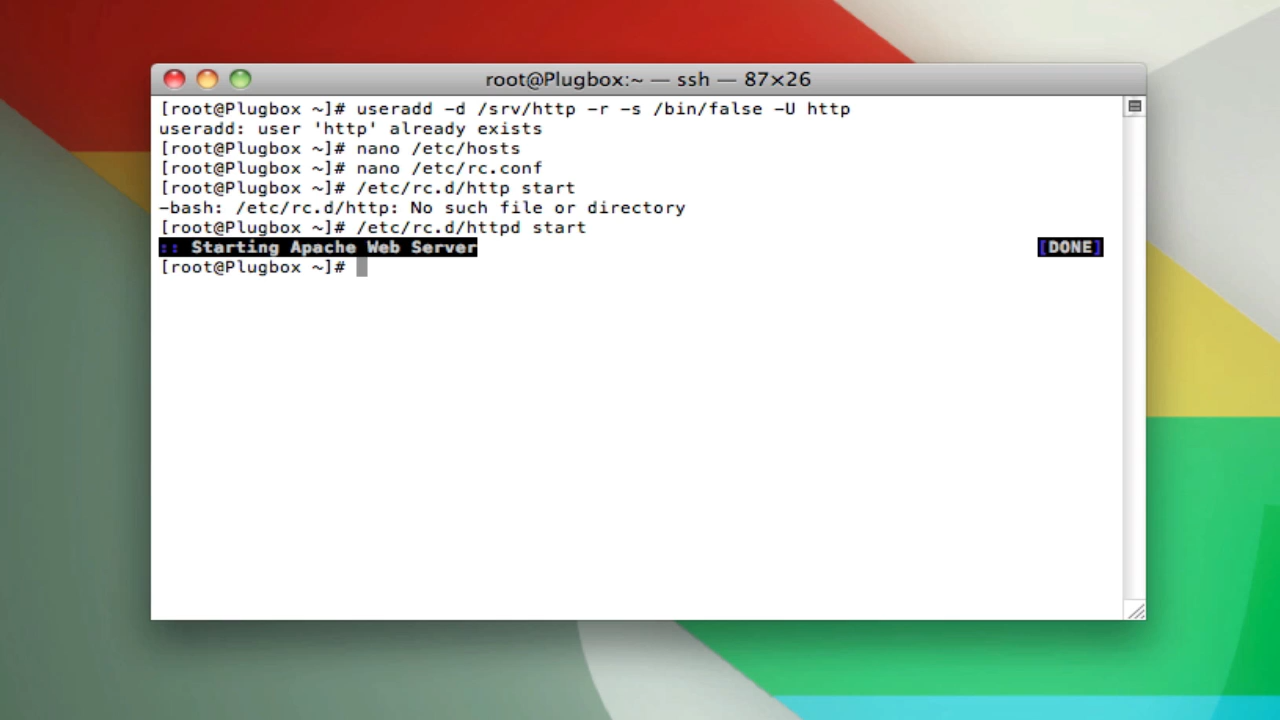 root@Plugbox:~ — ssh — 87×26
[root@Plugbox ~]# useradd -d /srv/http -r -s /bin/false -U http
useradd: user 'http' already exists
[root@Plugbox ~]# nano /etc/hosts
[root@Plugbox ~]# nano /etc/rc.conf
[root@Plugbox ~]# /etc/rc.d/http start
-bash: /etc/rc.d/http: No such file or directory
[root@Plugbox ~]# /etc/rc.d/httpd start
:: Starting Apache Web Server [DONE]
[root@Plugbox ~]#